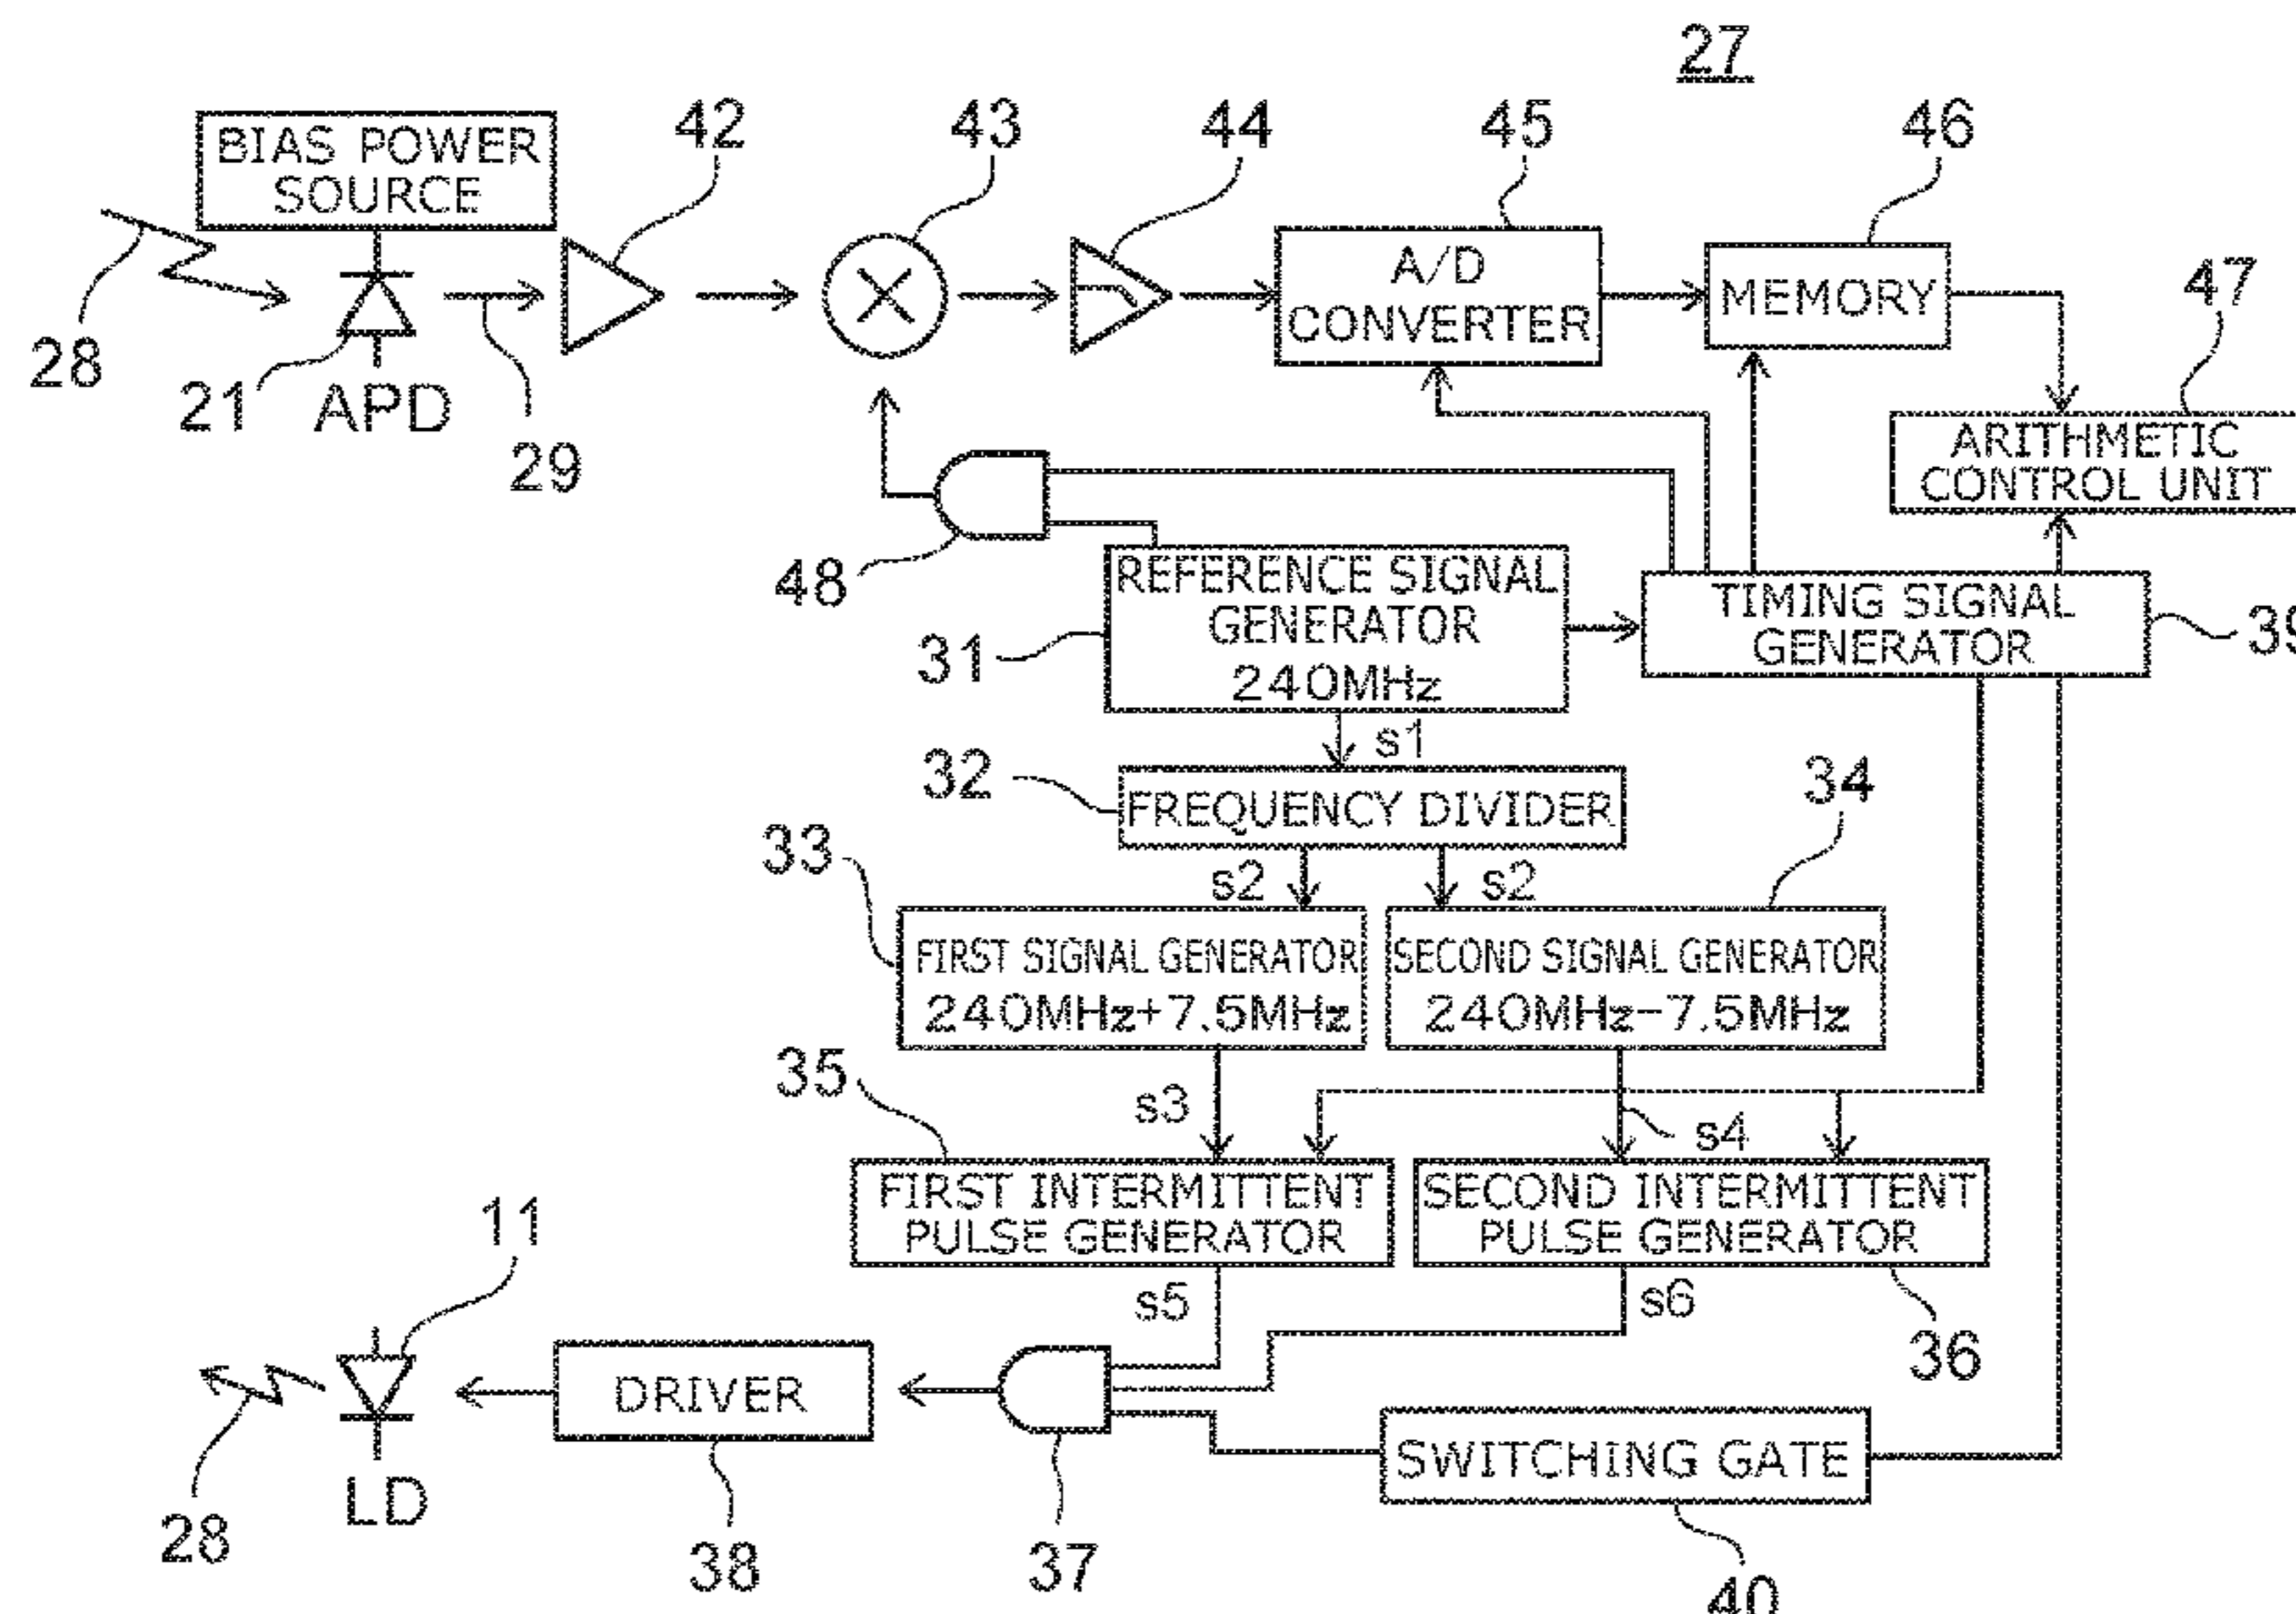 27
BIAS POWER
SOURCE
42
43
44
45
46
47
28
21
APD
29
A/D
CONVERTER
MEMORY
ARITHMETIC
CONTROL UNIT
48
31
REFERENCE SIGNAL
GENERATOR
240MHz
TIMING SIGNAL
GENERATOR
39
s1
32
FREQUENCY DIVIDER
34
33
s2
s2
FIRST SIGNAL GENERATOR
240MHz+7.5MHz
SECOND SIGNAL GENERATOR
240MHz-7.5MHz
35
s3
s4
FIRST INTERMITTENT
PULSE GENERATOR
SECOND INTERMITTENT
PULSE GENERATOR
11
s5
s6
36
DRIVER
SWITCHING GATE
LD
28
38
37
40